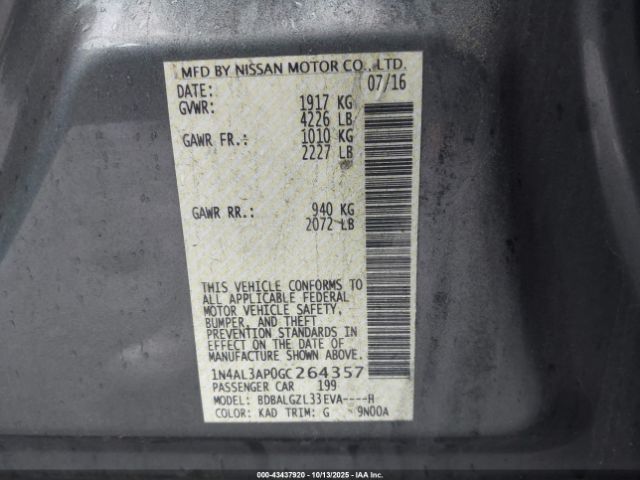 MFD BY NISSAN MOTOR CO., LTD.
DATE: 07/16
GVWR: 1917 KG
4226 LB
GAWR FR.: 1010 KG
2227 LB
GAWR RR.: 940 KG
2072 LB
THIS VEHICLE CONFORMS TO
ALL APPLICABLE FEDERAL
MOTOR VEHICLE SAFETY,
BUMPER, AND THEFT
PREVENTION STANDARDS IN
EFFECT ON THE DATE OF
MANUFACTURE SHOWN ABOVE.
1N4AL3AP0GC264357
PASSENGER CAR 199
MODEL: BDBALGZL33EVA----H
COLOR: KAD TRIM: G 9N00A
000-43437920 - 10/13/2025 - IAAI.COM